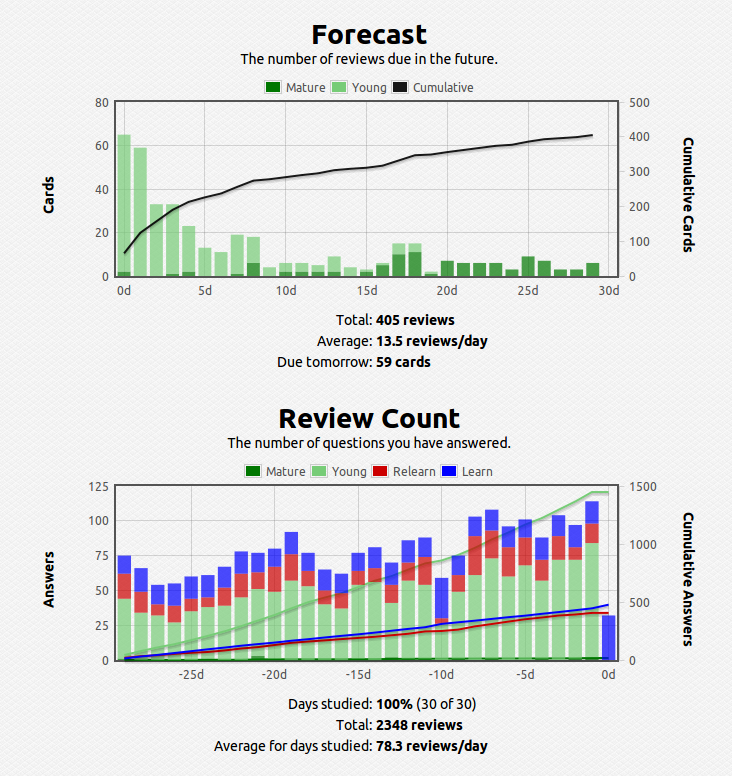 Forecast
The number of reviews due in the future.
Mature Young Cumulative
80 500
60 400
40 300
20 200
0 100
0
Cards
Cumulative Cards
0d 5d 10d 15d 20d 25d 30d
Total: 405 reviews
Average: 13.5 reviews/day
Due tomorrow: 59 cards
Review Count
The number of questions you have answered.
Mature Young Relearn Learn
125 1500
100 1000
75 500
50 0
25
0
Answers
Cumulative Answers
-25d -20d -15d -10d -5d 0d
Days studied: 100% (30 of 30)
Total: 2348 reviews
Average for days studied: 78.3 reviews/day